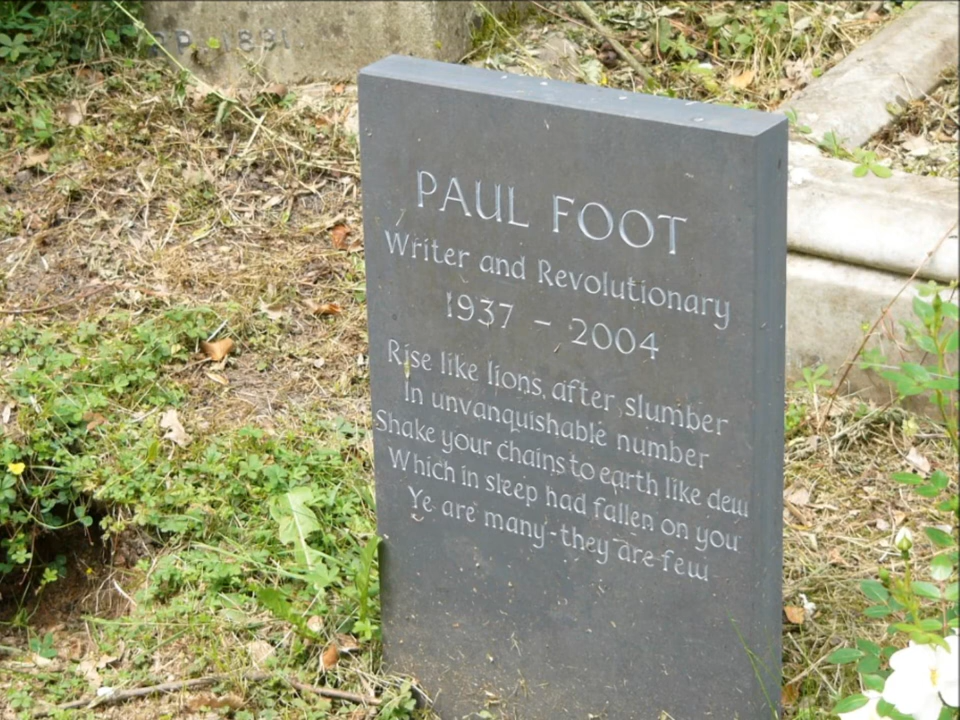 1891
PAUL FOOT
Writer and Revolutionary
1937 – 2004
Rise like lions after slumber
In unvanquishable number
Shake your chains to earth like dew
Which in sleep had fallen on you
Ye are many - they are few